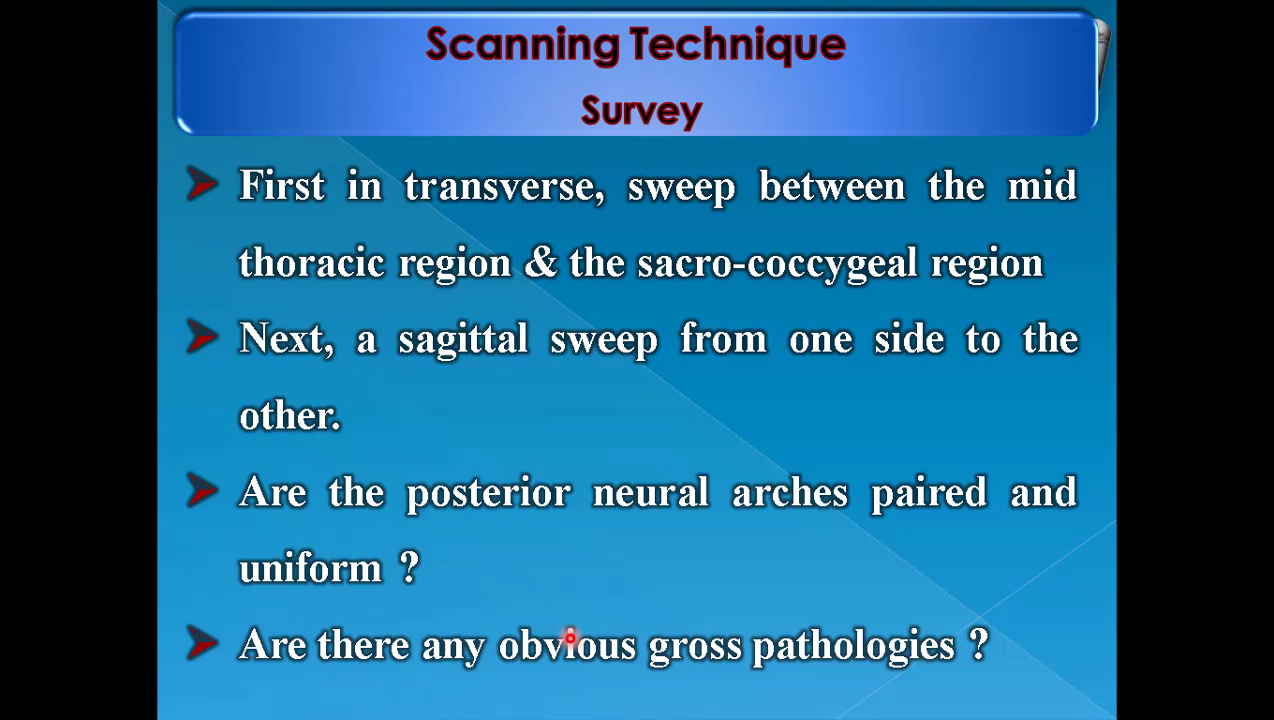 Scanning Technique
Survey
First in transverse, sweep between the mid
thoracic region & the sacro-coccygeal region
Next, a sagittal sweep from one side to the
other.
Are the posterior neural arches paired and
uniform ?
Are there any obvious gross pathologies ?